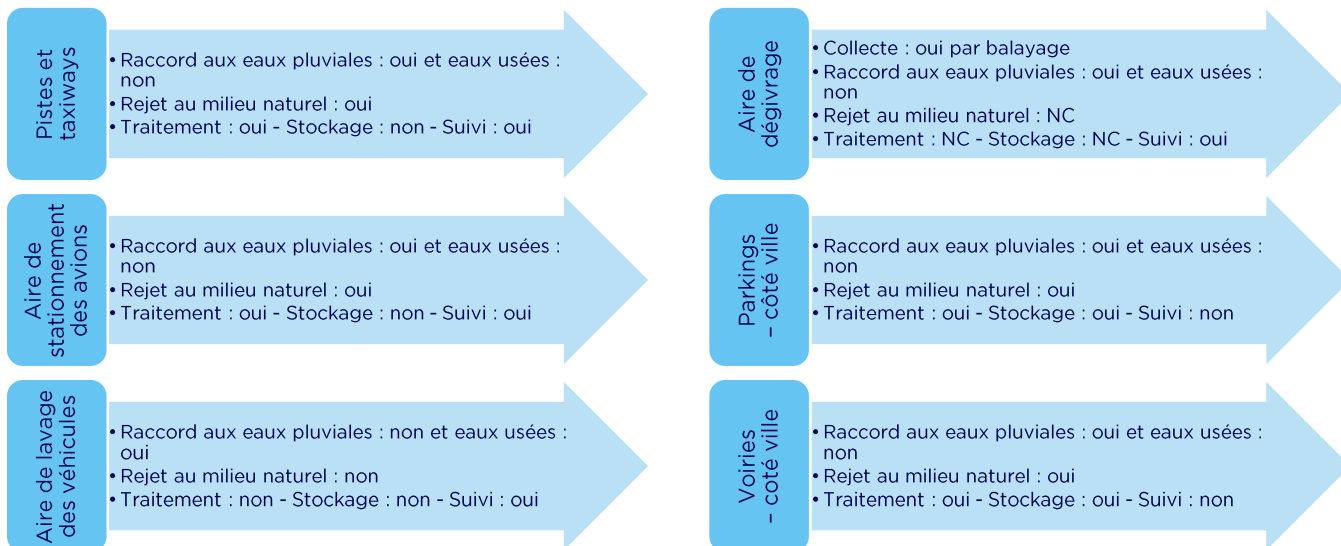 Pistes et
taxiways
• Raccord aux eaux pluviales : oui et eaux usées :
non
• Rejet au milieu naturel : oui
• Traitement : oui - Stockage : non - Suivi : oui
Aire de
dégivrage
• Collecte : oui par balayage
• Raccord aux eaux pluviales : oui et eaux usées :
non
• Rejet au milieu naturel : NC
• Traitement : NC - Stockage : NC - Suivi : oui
Aire de
stationnement
des avions
• Raccord aux eaux pluviales : oui et eaux usées :
non
• Rejet au milieu naturel : oui
• Traitement : oui - Stockage : non - Suivi : oui
Parkings
– côté ville
• Raccord aux eaux pluviales : oui et eaux usées :
non
• Rejet au milieu naturel : oui
• Traitement : oui - Stockage : oui - Suivi : non
Aire de lavage
des véhicules
• Raccord aux eaux pluviales : non et eaux usées :
oui
• Rejet au milieu naturel : non
• Traitement : non - Stockage : non - Suivi : oui
Voiries
– coté ville
• Raccord aux eaux pluviales : oui et eaux usées :
non
• Rejet au milieu naturel : oui
• Traitement : oui - Stockage : oui - Suivi : non